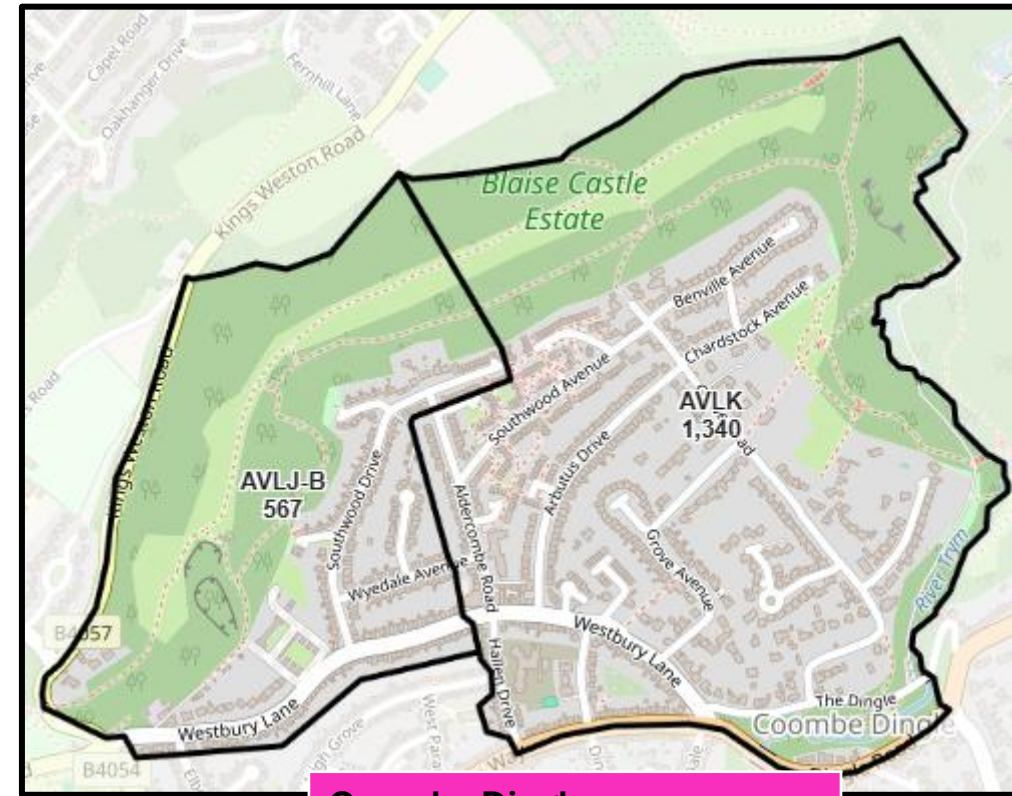 Capel Road
Oakhanger Drive
Fernhill Lane
Kings Weston Road
Blaise Castle
Estate
Benville Avenue
Chardstock Avenue
Southwood Avenue
AVLK
1,340
Kings Weston Road
Road
AVLJ-B
567
Southwood Drive
Arbutus Drive
Aldercombe Road
Wyedale Avenue
Grove Avenue
River Trym
B4057
Westbury Lane
Hallen Drive
Westbury Lane
The Dingle
Coombe Dingle
B4054